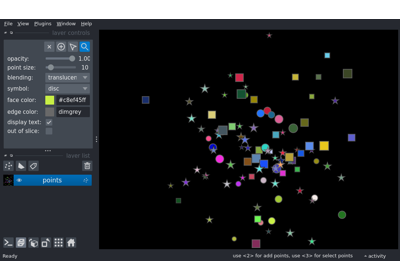 File View Plugins Window Help
layer controls
opacity: 1.00
point size: 10
blending: translucen
symbol: disc
face color: #c8ef45ff
edge color: dimgrey
display text:
out of slice:
layer list
points
Ready use <2> for add points, use <3> for select points activity